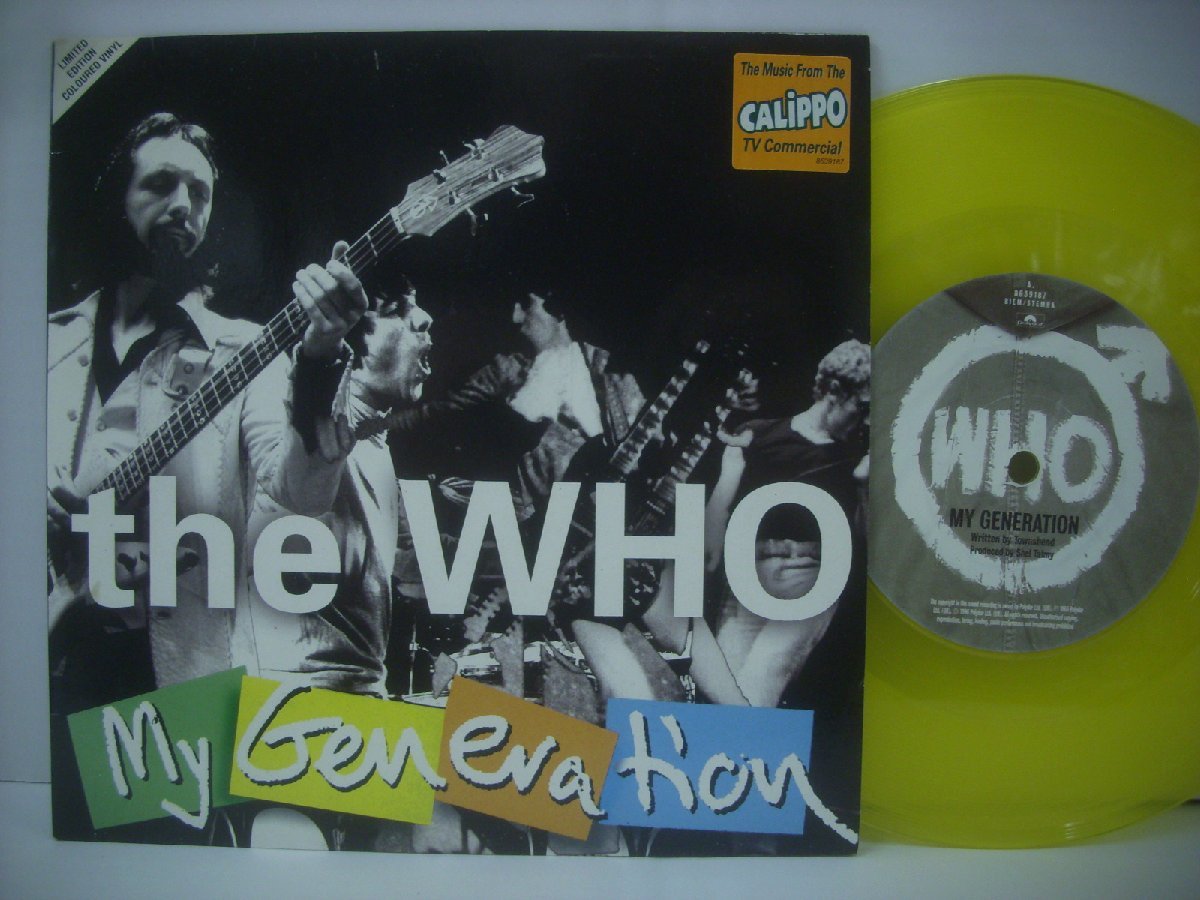 LIMITED
EDITION
COLOURED VINYL
The Music From The
CALiPPO
TV Commercial
the WHO
My Generation
WHO
MY GENERATION
Written by Townshend
Produced by Shel Talmy